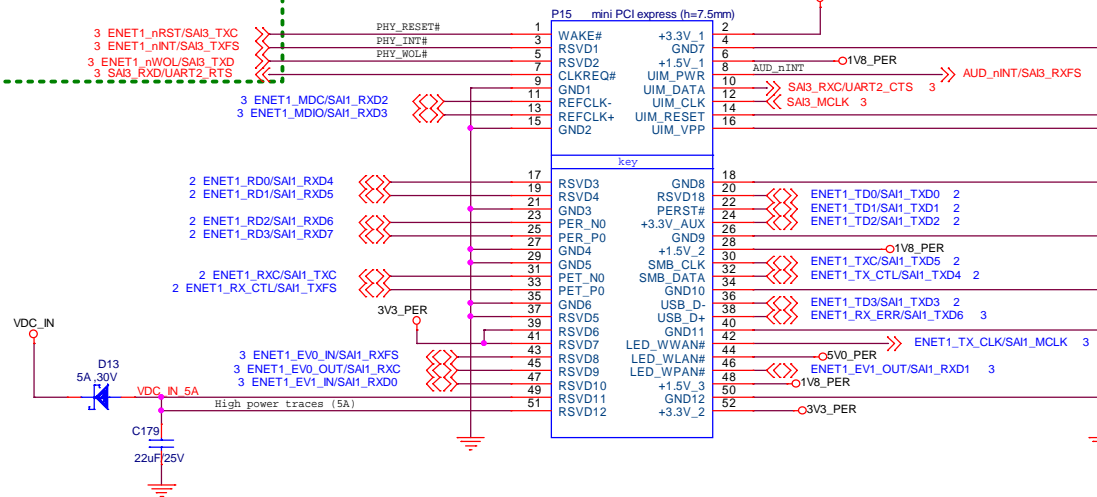 P15 mini PCI express (h=7.5mm)
3 ENET1_nRST/SAI3_TXC PHY_RESET# 1 WAKE# +3.3V_1 2
3 ENET1_nINT/SAI3_TXFS PHY_INT# 3 RSVD1 GND7 4
3 ENET1_nWOL/SAI3_TXD PHY_WOL# 5 RSVD2 +1.5V_1 6 1V8_PER
3 SAI3_RXD/UART2_RTS 7 CLKREQ# UIM_PWR 8 AUD_nINT AUD_nINT/SAI3_RXFS
9 GND1 UIM_DATA 10 SAI3_RXC/UART2_CTS 3
3 ENET1_MDC/SAI1_RXD2 11 REFCLK- UIM_CLK 12 SAI3_MCLK 3
3 ENET1_MDIO/SAI1_RXD3 13 REFCLK+ UIM_RESET 14
15 GND2 UIM_VPP 16
key
2 ENET1_RD0/SAI1_RXD4 17 RSVD3 GND8 18
2 ENET1_RD1/SAI1_RXD5 19 RSVD4 RSVD18 20 ENET1_TD0/SAI1_TXD0 2
21 GND3 PERST# 22 ENET1_TD1/SAI1_TXD1 2
2 ENET1_RD2/SAI1_RXD6 23 PER_N0 +3.3V_AUX 24 ENET1_TD2/SAI1_TXD2 2
2 ENET1_RD3/SAI1_RXD7 25 PER_P0 GND9 26
27 GND4 +1.5V_2 28 1V8_PER
29 GND5 SMB_CLK 30 ENET1_TXC/SAI1_TXD5 2
2 ENET1_RXC/SAI1_TXC 31 PET_N0 SMB_DATA 32 ENET1_TX_CTL/SAI1_TXD4 2
2 ENET1_RX_CTL/SAI1_TXFS 33 PET_P0 GND10 34
35 GND6 USB_D- 36 ENET1_TD3/SAI1_TXD3 2
3V3_PER 37 RSVD5 USB_D+ 38 ENET1_RX_ERR/SAI1_TXD6 3
VDC_IN 39 RSVD6 GND11 40
41 RSVD7 LED_WWAN# 42 ENET1_TX_CLK/SAI1_MCLK 3
3 ENET1_EV0_IN/SAI1_RXFS 43 RSVD8 LED_WLAN# 44 5V0_PER
3 ENET1_EV0_OUT/SAI1_RXC 45 RSVD9 LED_WPAN# 46 ENET1_EV1_OUT/SAI1_RXD1 3
3 ENET1_EV1_IN/SAI1_RXD0 47 RSVD10 +1.5V_3 48 1V8_PER
D13
5A ,30V
VDC_IN_5A 49 RSVD11 GND12 50
High power traces (5A) 51 RSVD12 +3.3V_2 52 3V3_PER
C179
22uF/25V